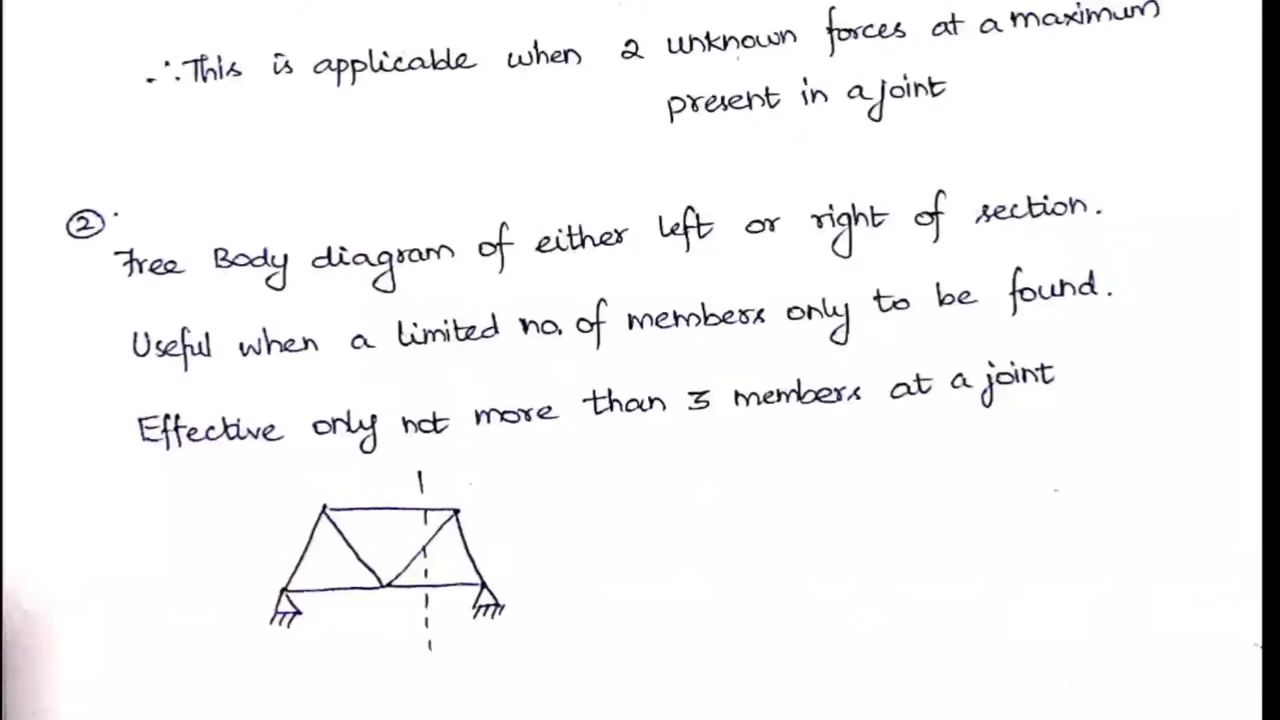 ∴ This is applicable when 2 unknown forces at a maximum
present in a joint
②
Free Body diagram of either left or right of section.
Useful when a limited no. of members only to be found.
Effective only not more than 3 members at a joint